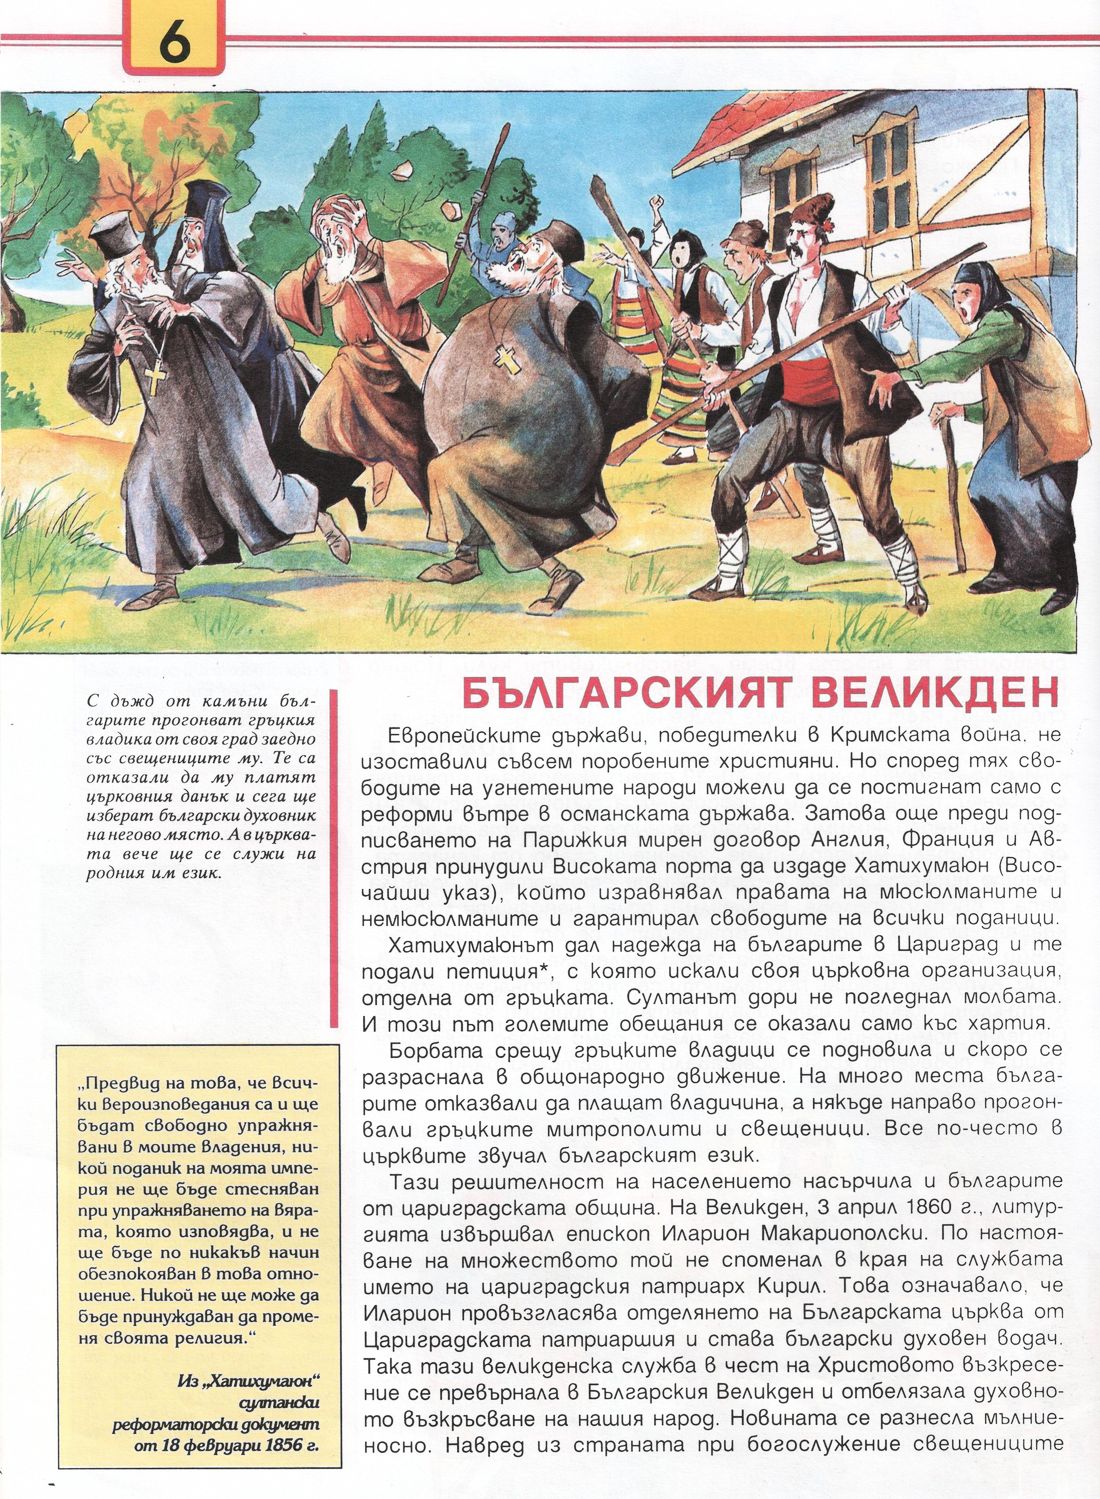 6
С дъжд от камъни бъл-
гарите прогонват гръцкия
владика от своя град заедно
със свещениците му. Те са
отказали да му платят
църковния данък и сега ще
изберат български духовник
на негово място. А в църква-
та вече ще се служи на
родния им език.
„Предвид на това, че всич-
ки вероизповедания са и ще
бъдат свободно упражня-
вани в моите владения, ни-
кой поданик на моята импе-
рия не ще бъде стесняван
при упражняването на вяра-
та, която изповядва, и не
ще бъде по никакъв начин
обезпокояван в това отно-
шение. Никой не ще може да
бъде принуждаван да проме-
ня своята религия.“
Из „Хатихумаюн“
султански
реформаторски документ
от 18 февруари 1856 г.
БЪЛГАРСКИЯТ ВЕЛИКДЕН
Европейските държави, победителки в Кримската война, не
изоставили съвсем поробените християни. Но според тях сво-
бодите на угнетените народи можели да се постигнат само с
реформи вътре в османската държава. Затова още преди под-
писването на Парижкия мирен договор Англия, Франция и Ав-
стрия принудили Високата порта да издаде Хатихумаюн (Висо-
чайши указ), който изравнявал правата на мюсюлманите и
немюсюлманите и гарантирал свободите на всички поданици.
Хатихумаюнът дал надежда на българите в Цариград и те
подали петиция*, с която искали своя църковна организация,
отделна от гръцката. Султанът дори не погледнал молбата.
И този път големите обещания се оказали само къс хартия.
Борбата срещу гръцките владици се подновила и скоро се
разраснала в общонародно движение. На много места бълга-
рите отказвали да плащат владичина, а някъде направо прогон-
вали гръцките митрополити и свещеници. Все по-често в
църквите звучал българският език.
Тази решителност на населението насърчила и българите
от цариградската община. На Великден, 3 април 1860 г., литур-
гията извършвал епископ Иларион Макариополски. По настоя-
ване на множеството той не споменал в края на службата
името на цариградския патриарх Кирил. Това означавало, че
Иларион провъзгласява отделянето на Българската църква от
Цариградската патриаршия и става български духовен водач.
Така тази великденска служба в чест на Христовото възкресе-
ние се превърнала в Българския Великден и отбелязала духовно-
то възкръсване на нашия народ. Новината се разнесла мълние-
носно. Навред из страната при богослужение свещениците